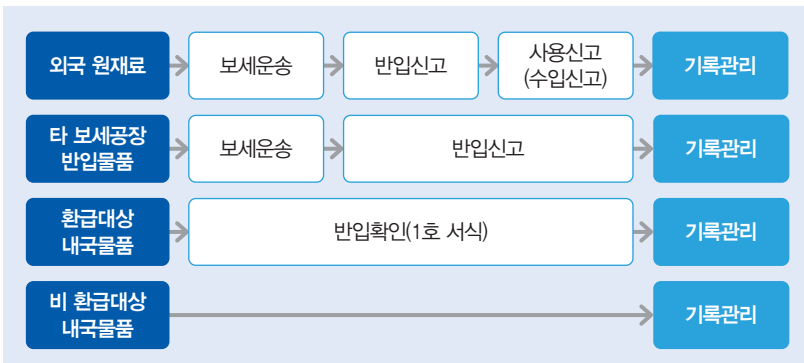 외국 원재료
보세운송
반입신고
사용신고
(수입신고)
기록관리
타 보세공장
반입물품
보세운송
반입신고
기록관리
환급대상
내국물품
반입확인(1호 서식)
기록관리
비 환급대상
내국물품
기록관리